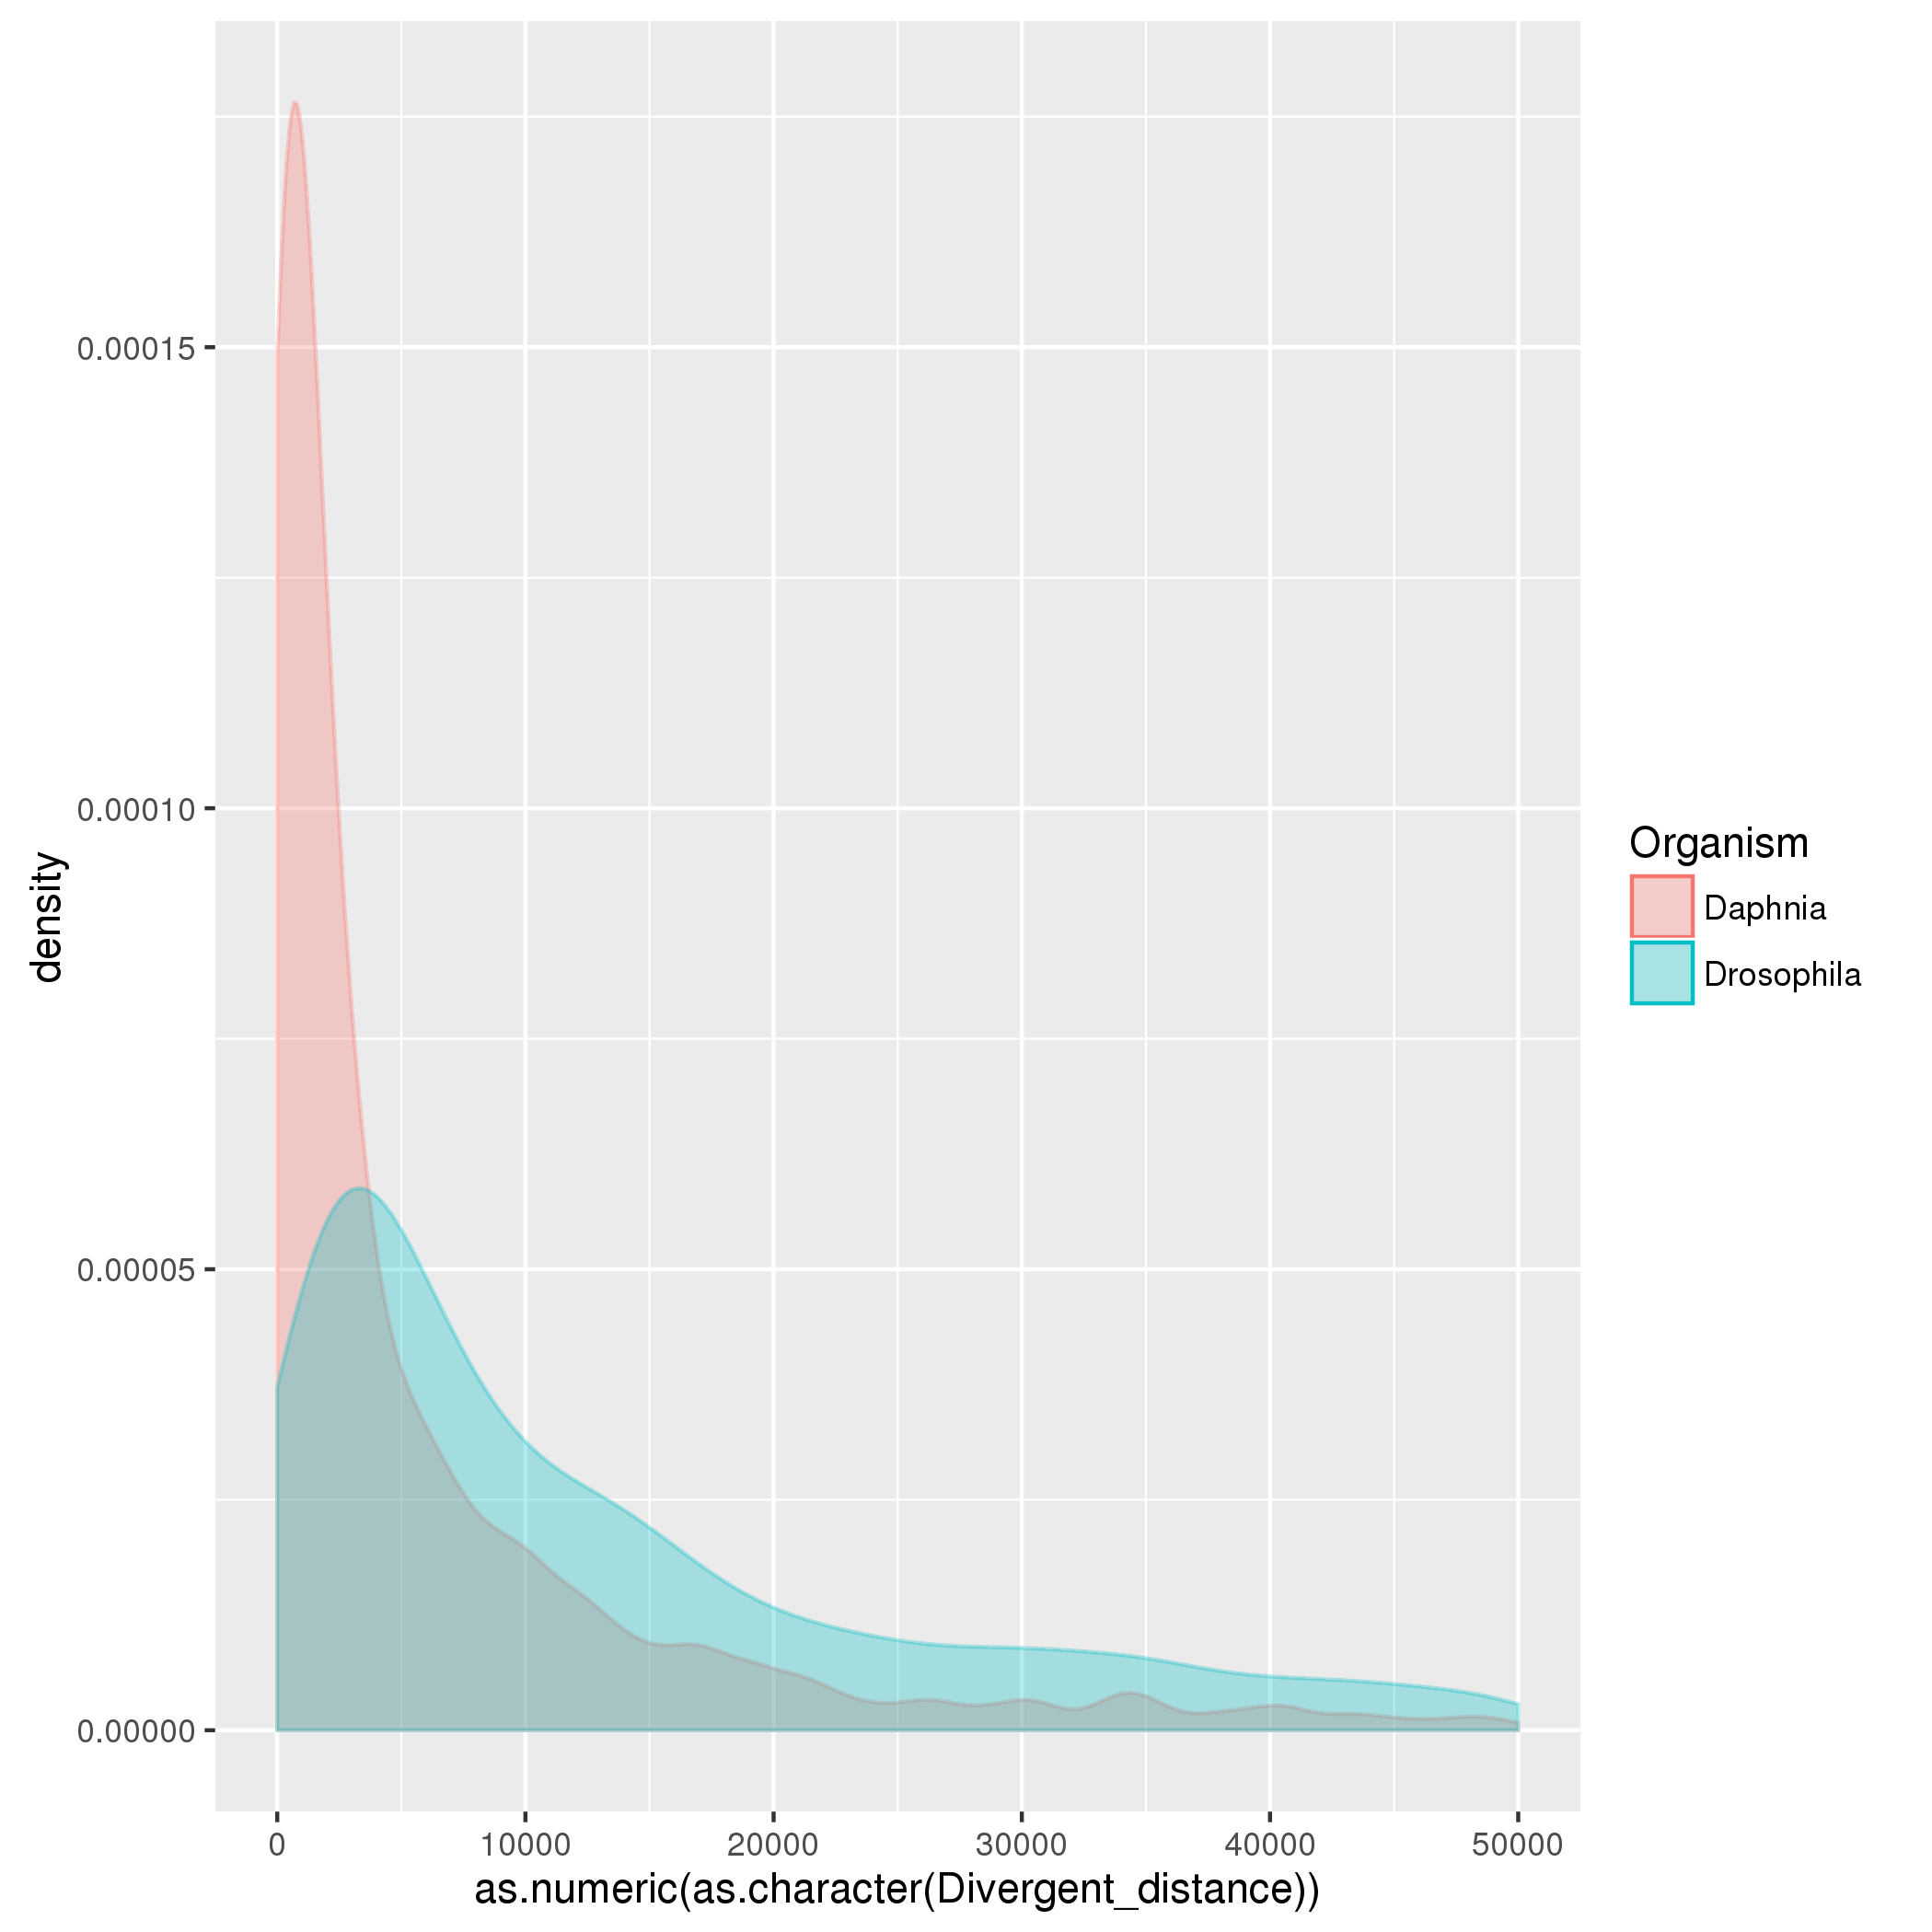 density
0.00015
0.00010
0.00005
0.00000
0 10000 20000 30000 40000 50000
as.numeric(as.character(Divergent_distance))
Organism
Daphnia
Drosophila